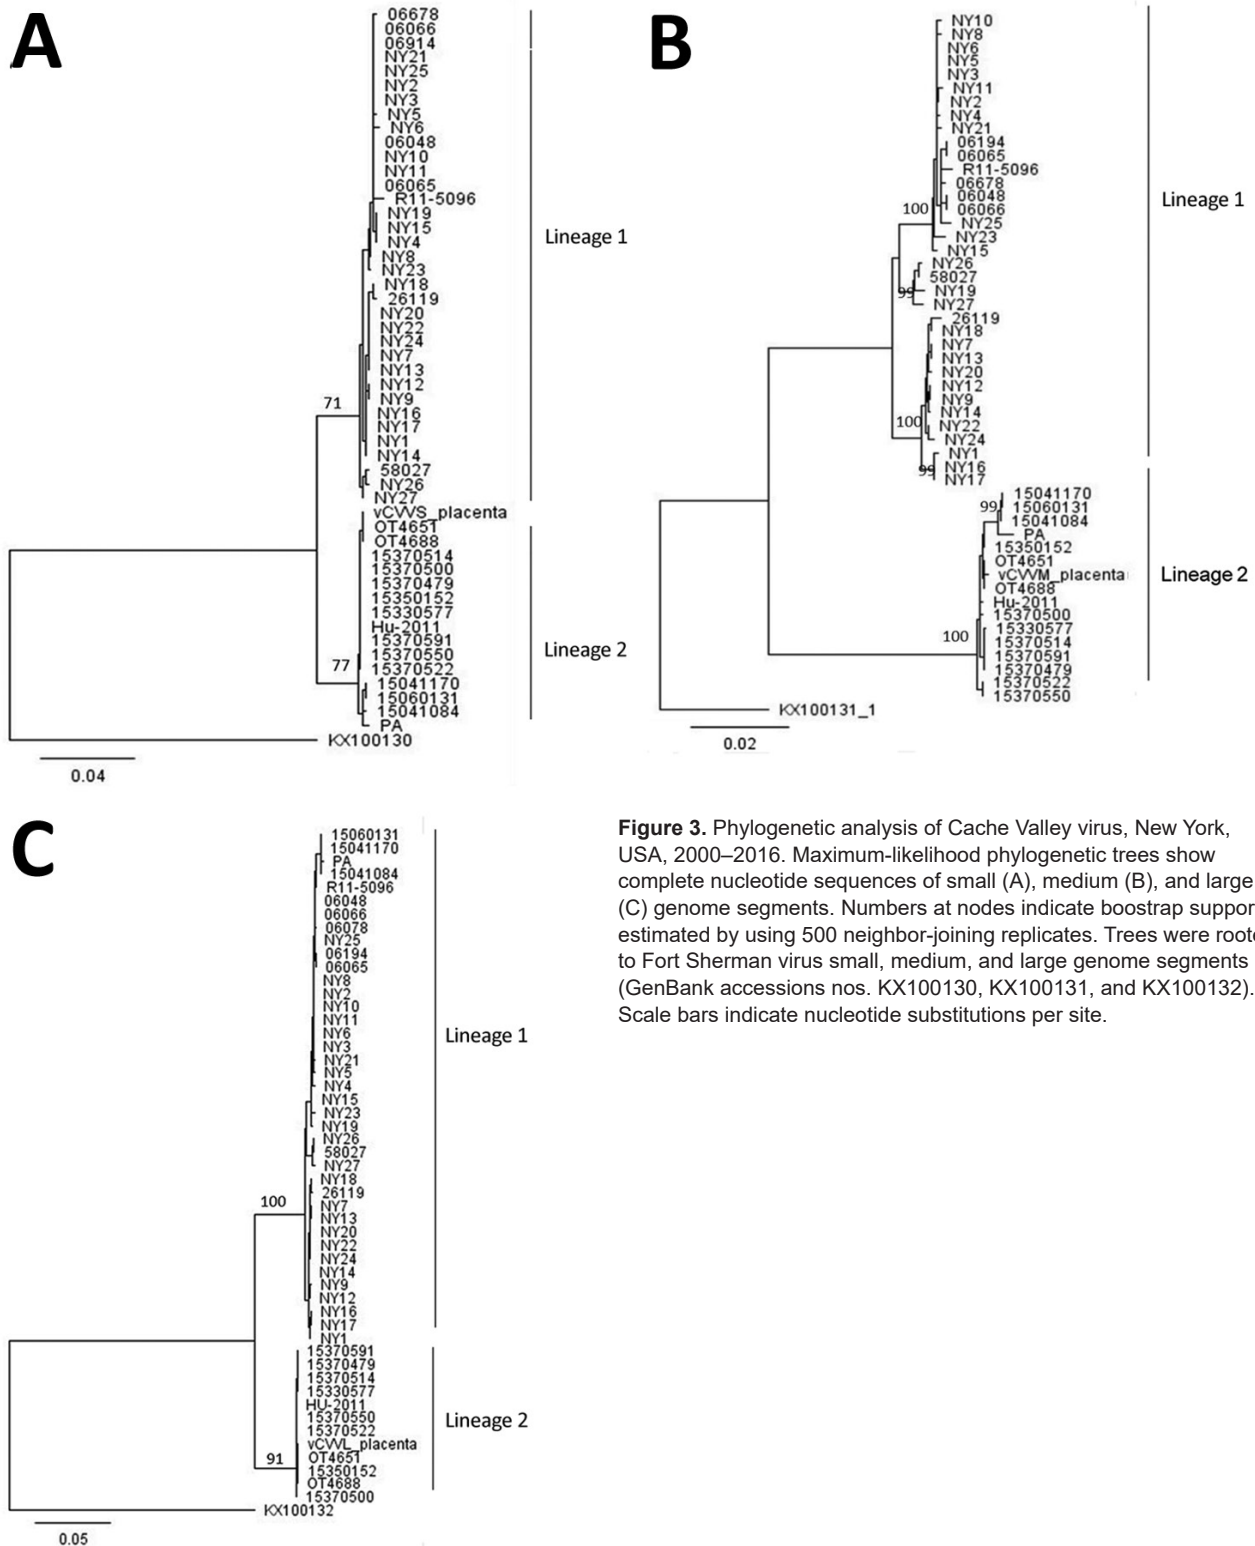 A
06678
06066
06914
NY21
NY25
NY2
NY3
NY5
NY6
06048
NY10
NY11
06065
R11-5096
NY19
NY15
NY4
NY8
NY23
NY18
26119
NY20
NY22
NY24
NY7
NY13
NY12
NY9
NY16
NY17
NY1
NY14
58027
NY26
NY27
vCVVS_placenta
OT4651
OT4688
15370514
15370500
15370479
15350152
15330577
Hu-2011
15370591
15370550
15370522
15041170
15060131
15041084
PA
KX100130
71
77
Lineage 1
Lineage 2
0.04
B
NY10
NY8
NY6
NY5
NY3
NY11
NY2
NY4
NY21
06194
06065
R11-5096
06678
06048
06066
NY25
NY23
NY15
NY26
58027
NY19
NY27
26119
NY18
NY7
NY13
NY20
NY12
NY9
NY14
NY22
NY24
NY1
NY16
NY17
15041170
15060131
15041084
PA
15350152
OT4651
vCVVM_placenta
OT4688
Hu-2011
15370500
15330577
15370514
15370591
15370479
15370522
15370550
KX100131_1
100
99
100
99
99
100
Lineage 1
Lineage 2
0.02
C
15060131
15041170
PA
15041084
R11-5096
06048
06066
06078
NY25
06194
06065
NY8
NY2
NY10
NY11
NY6
NY3
NY21
NY5
NY4
NY15
NY23
NY19
NY26
58027
NY27
NY18
26119
NY7
NY13
NY20
NY22
NY24
NY14
NY9
NY12
NY16
NY17
NY1
15370591
15370479
15370514
15330577
HU-2011
15370550
15370522
vCVVL_placenta
OT4651
15350152
OT4688
15370500
KX100132
100
91
Lineage 1
Lineage 2
0.05
Figure 3. Phylogenetic analysis of Cache Valley virus, New York,
USA, 2000–2016. Maximum-likelihood phylogenetic trees show
complete nucleotide sequences of small (A), medium (B), and large
(C) genome segments. Numbers at nodes indicate boostrap suppor
estimated by using 500 neighbor-joining replicates. Trees were roote
to Fort Sherman virus small, medium, and large genome segments
(GenBank accessions nos. KX100130, KX100131, and KX100132).
Scale bars indicate nucleotide substitutions per site.